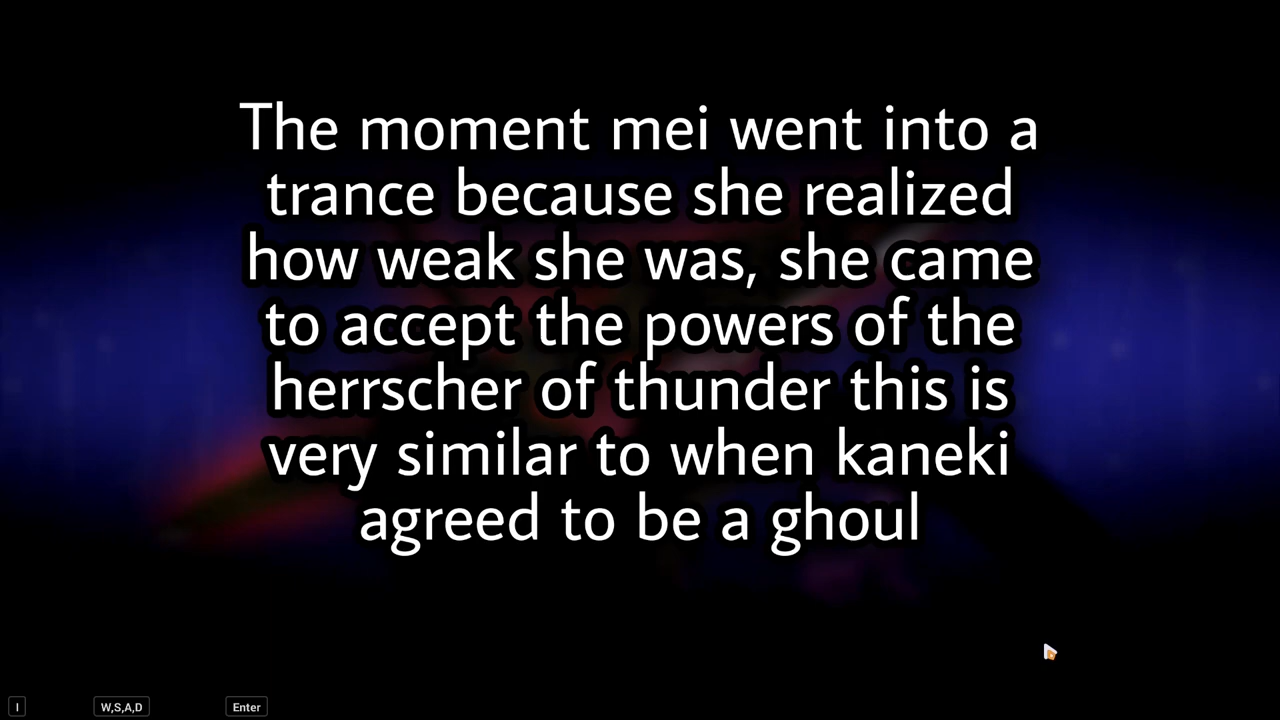 The moment mei went into a
trance because she realized
how weak she was, she came
to accept the powers of the
herrscher of thunder this is
very similar to when kaneki
agreed to be a ghoul
I W,S,A,D Enter